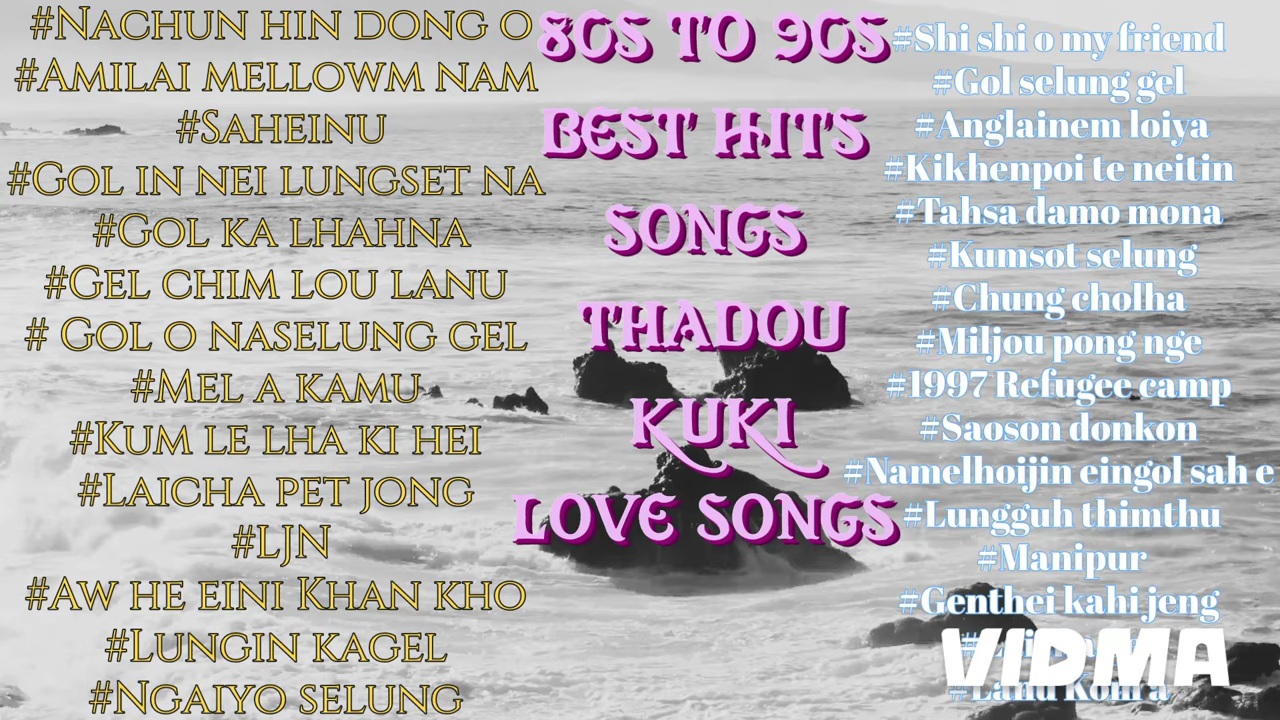 #Nachun hin dong o
#Amilai mellowm nam
#Saheinu
#Gol in nei lungset na
#Gol ka lhahna
#Gel chim lou lanu
# Gol o naselung gel
#Mel a kamu
#Kum le lha ki hei
#Laicha pet jong
#LJN
#Aw he eini Khan kho
#Lungin kagel
#Ngaiyo selung
80s to 90s
Best Hits
Songs
Thadou
Kuki
Love Songs
#Shi shi o my friend
#Gol selung gel
#Anglainem loiya
#Kikhenpoi te neitin
#Tahsa damo mona
#Kumsot selung
#Chung cholha
#Miljou pong nge
#1997 Refugee camp
#Saoson donkon
#Namelhoijin eingol sah e
#Lungguh thimthu
#Manipur
#Genthei kahi jeng
VIDMA